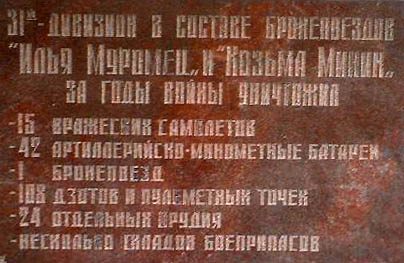 31й-ДИВИЗИОН В СОСТАВЕ БРОНЕПОЕЗДОВ
"ИЛЬЯ МУРОМЕЦ" И "КОЗЬМА МИНИН"
ЗА ГОДЫ ВОЙНЫ УНИЧТОЖИЛ
-15 ВРАЖЕСКИХ САМОЛЕТОВ
-42 АРТИЛЛЕРИЙСКО-МИНОМЕТНЫЕ БАТАРЕИ
-1 БРОНЕПОЕЗД
-108 ДЗОТОВ И ПУЛЕМЕТНЫХ ТОЧЕК
-24 ОТДЕЛЬНЫХ ОРУДИЯ
-НЕСКОЛЬКО СКЛАДОВ БОЕПРИПАСОВ